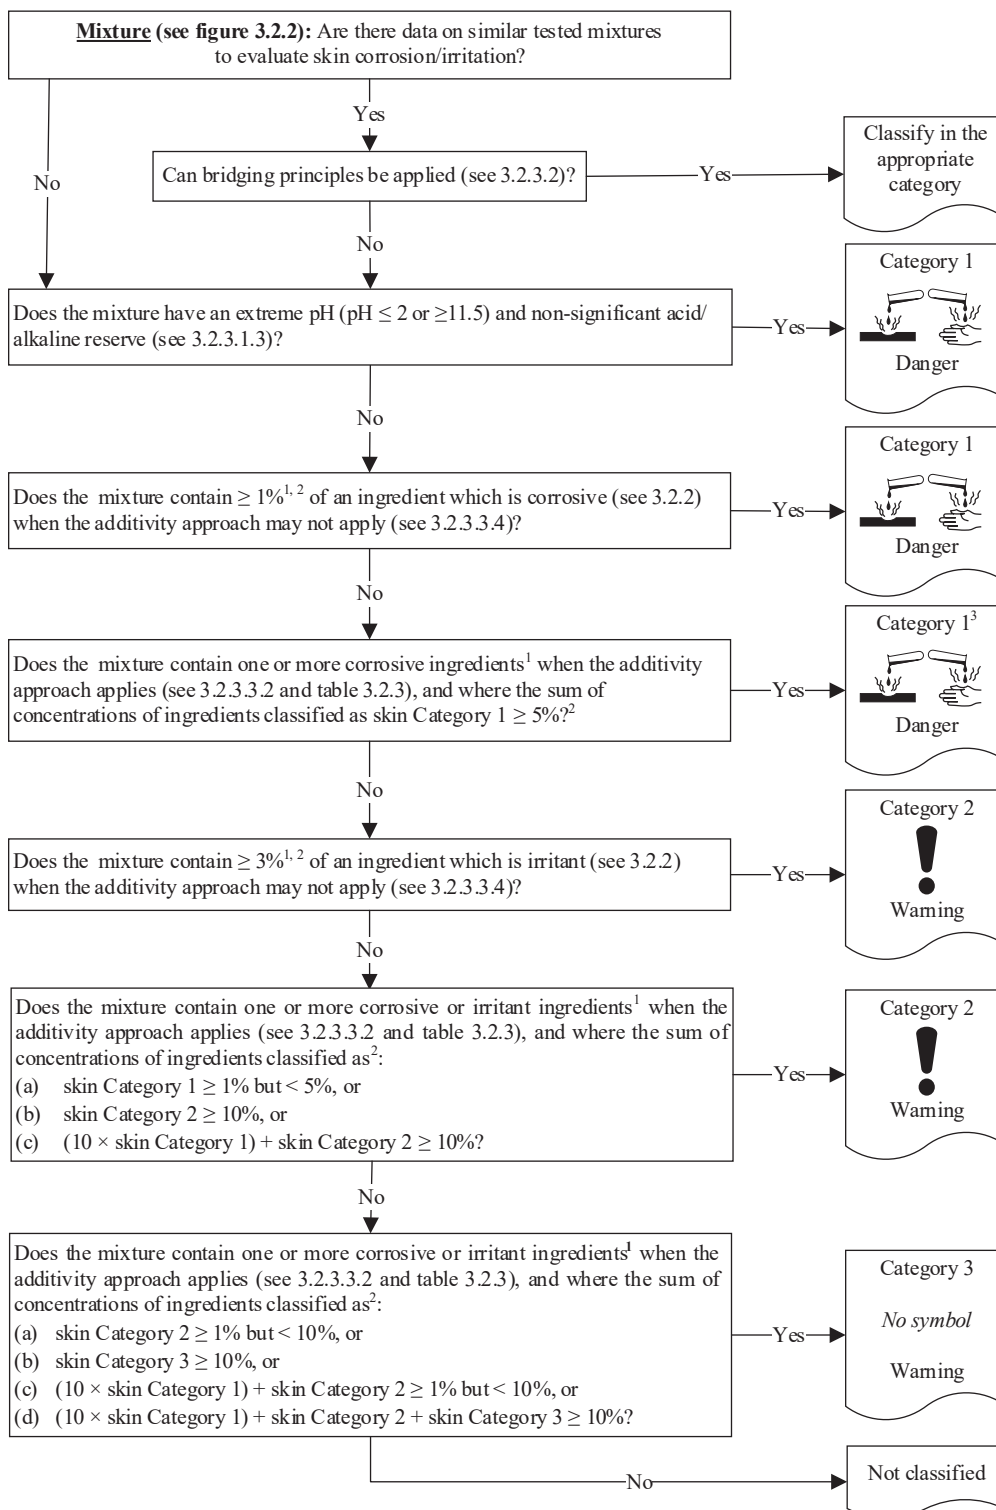 Mixture (see figure 3.2.2): Are there data on similar tested mixtures
to evaluate skin corrosion/irritation?
Yes
No
Can bridging principles be applied (see 3.2.3.2)?
Yes
Classify in the
appropriate
category
No
Does the mixture have an extreme pH (pH ≤ 2 or ≥11.5) and non-significant acid/
alkaline reserve (see 3.2.3.1.3)?
Yes
Category 1
Danger
No
Does the mixture contain ≥ 1%1, 2 of an ingredient which is corrosive (see 3.2.2)
when the additivity approach may not apply (see 3.2.3.3.4)?
Yes
Category 1
Danger
No
Does the mixture contain one or more corrosive ingredients1 when the additivity
approach applies (see 3.2.3.3.2 and table 3.2.3), and where the sum of
concentrations of ingredients classified as skin Category 1 ≥ 5%?2
Yes
Category 13
Danger
No
Does the mixture contain ≥ 3%1, 2 of an ingredient which is irritant (see 3.2.2)
when the additivity approach may not apply (see 3.2.3.3.4)?
Yes
Category 2
Warning
No
Does the mixture contain one or more corrosive or irritant ingredients1 when the
additivity approach applies (see 3.2.3.3.2 and table 3.2.3), and where the sum of
concentrations of ingredients classified as2:
(a) skin Category 1 ≥ 1% but < 5%, or
(b) skin Category 2 ≥ 10%, or
(c) (10 × skin Category 1) + skin Category 2 ≥ 10%?
Yes
Category 2
Warning
No
Does the mixture contain one or more corrosive or irritant ingredients1 when the
additivity approach applies (see 3.2.3.3.2 and table 3.2.3), and where the sum of
concentrations of ingredients classified as2:
(a) skin Category 2 ≥ 1% but < 10%, or
(b) skin Category 3 ≥ 10%, or
(c) (10 × skin Category 1) + skin Category 2 ≥ 1% but < 10%, or
(d) (10 × skin Category 1) + skin Category 2 + skin Category 3 ≥ 10%?
Yes
Category 3
No symbol
Warning
No
Not classified